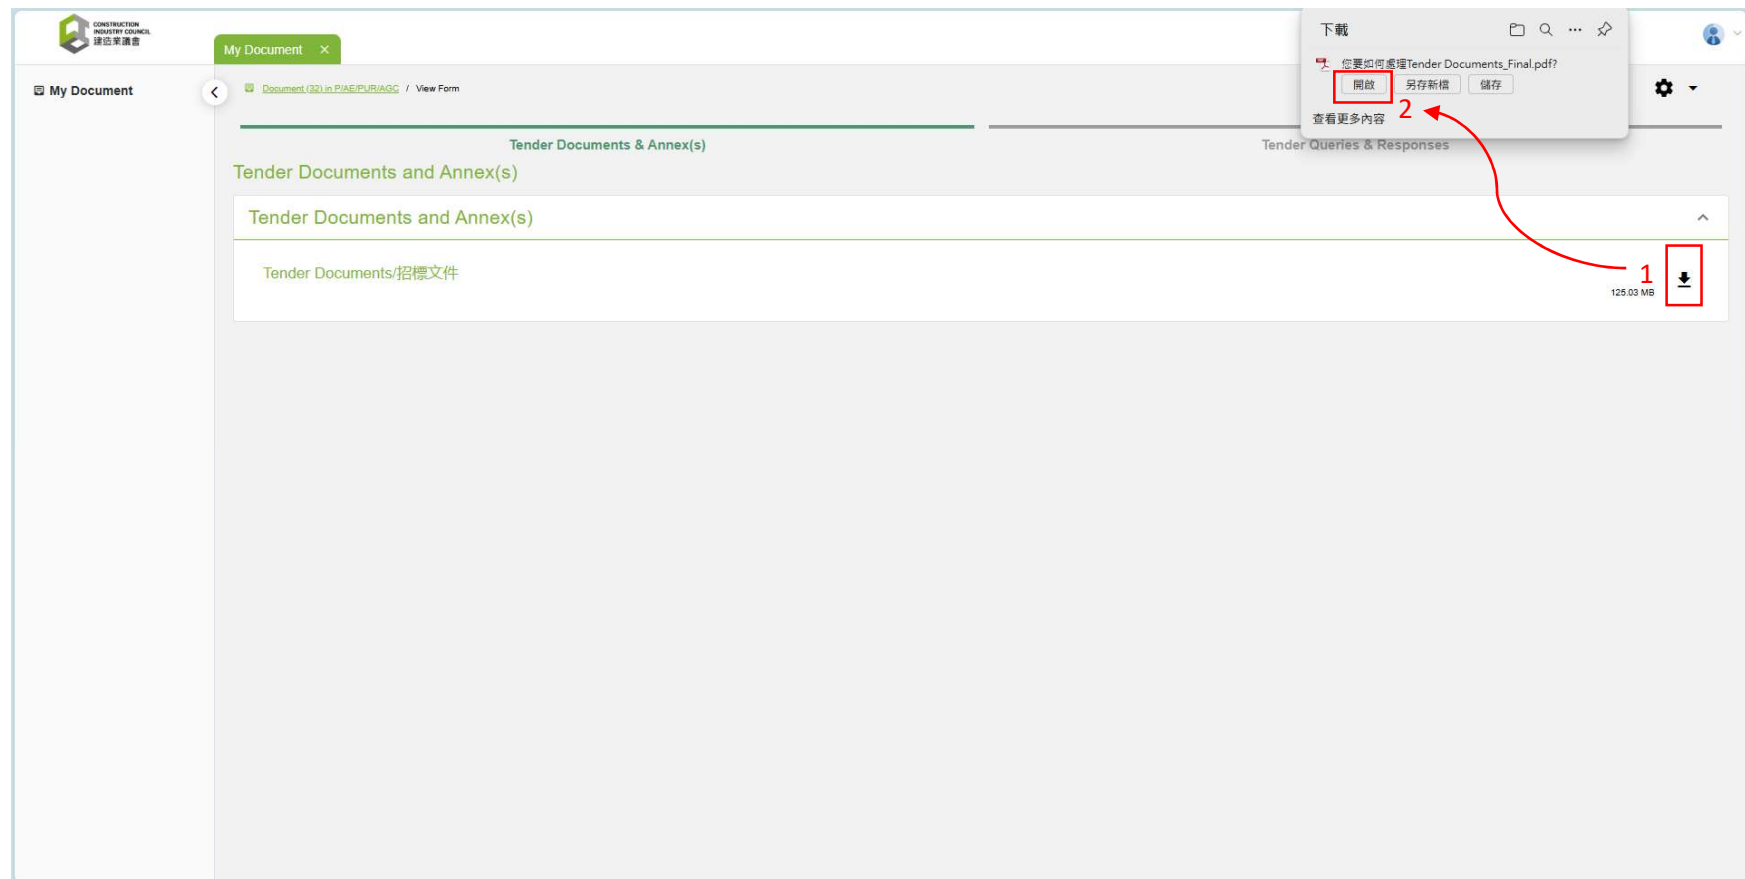 CONSTRUCTION
INDUSTRY COUNCIL
建造業議會
My Document ×
下載
My Document
Document (32) in P/AE/PUR/AGC / View Form
您要如何處理Tender Documents_Final.pdf?
開啟 另存新檔 儲存
2
查看更多內容
Tender Documents & Annex(s)
Tender Queries & Responses
Tender Documents and Annex(s)
Tender Documents and Annex(s)
Tender Documents/招標文件
1
125.03 MB